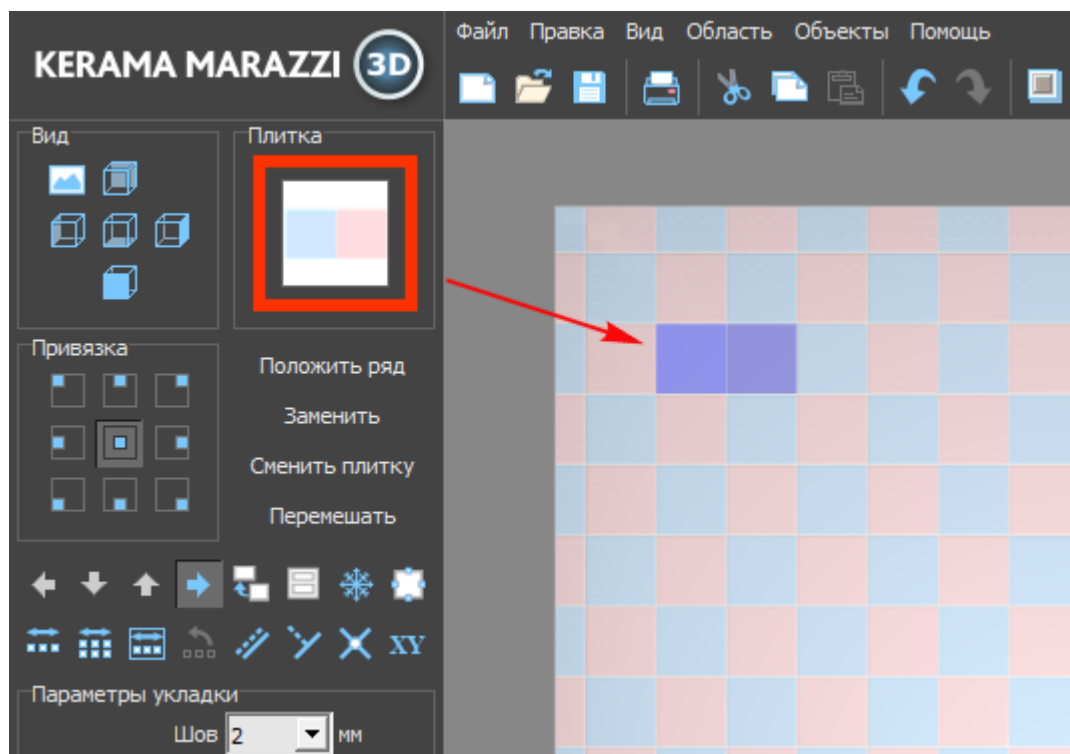 KERAMA MARAZZI 3D
Файл Правка Вид Область Объекты Помощь
Вид
Плитка
Привязка
Положить ряд
Заменить
Сменить плитку
Перемешать
XY
Параметры укладки
Шов 2 мм